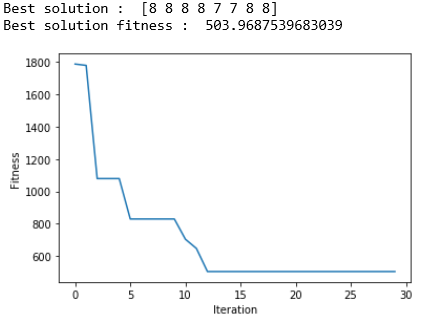 Best solution :  [8 8 8 8 7 7 8 8]
Best solution fitness :  503.9687539683039
1800
1600
1400
1200
1000
800
600
Fitness
0 5 10 15 20 25 30
Iteration